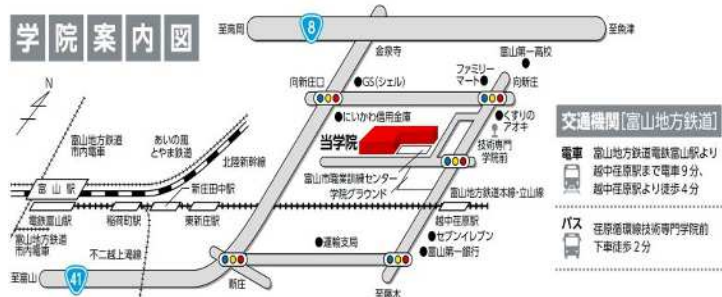 学院案内図
至高岡
8
至魚津
金泉寺
富山第一高校
ファミリーマート
向新庄口
GS(シェル)
向新庄
にいかわ信用金庫
くすりのアオキ
当学院
技術専門学院前
富山市職業訓練センター
学院グラウンド
N
富山地方鉄道
市内電車
あいの風
とやま鉄道
北陸新幹線
富山駅
新庄田中駅
富山地方鉄道本線・立山線
電鉄富山駅
稲荷町駅
東新庄駅
越中荏原駅
富山地方鉄道
市内電車
不二越上滝線
運輸支局
セブンイレブン
富山第一銀行
至富山
41
新庄
至藤木
交通機関[富山地方鉄道]
電車
富山地方鉄道電鉄富山駅より
越中荏原駅まで電車9分、
越中荏原駅より徒歩4分
バス
荏原循環線技術専門学院前
下車徒歩2分